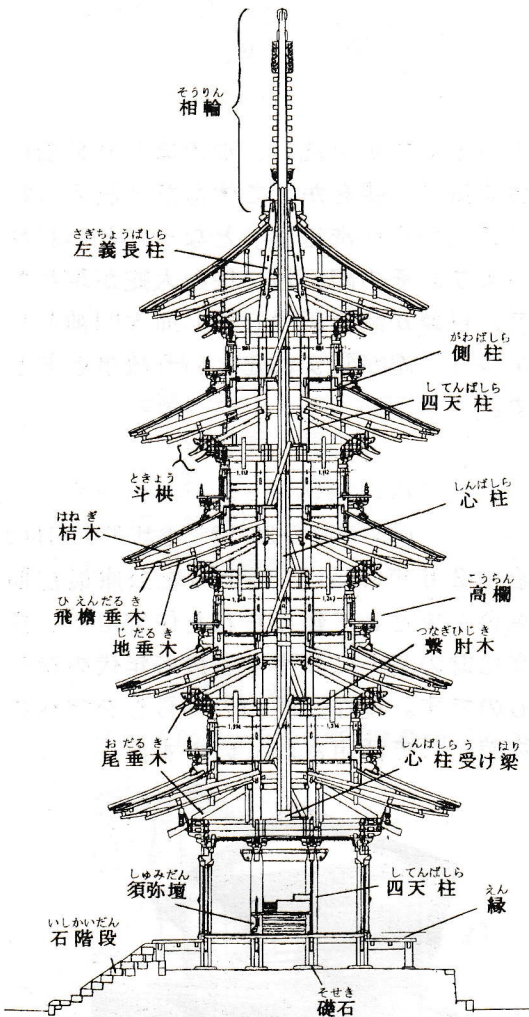 そうりん
相輪
さぎちょうばしら
左義長柱
がわばしら
側柱
してんばしら
四天柱
ときょう
斗栱
しんばしら
心柱
はねぎ
桔木
こうらん
高欄
ひえんだるき
飛檐垂木
じだるき
地垂木
つなぎひじき
繋肘木
おだるき
尾垂木
しんばしらう はり
心柱受け梁
しゅみだん
須弥壇
してんばしら
四天柱
えん
縁
いしかいだん
石階段
そせき
礎石